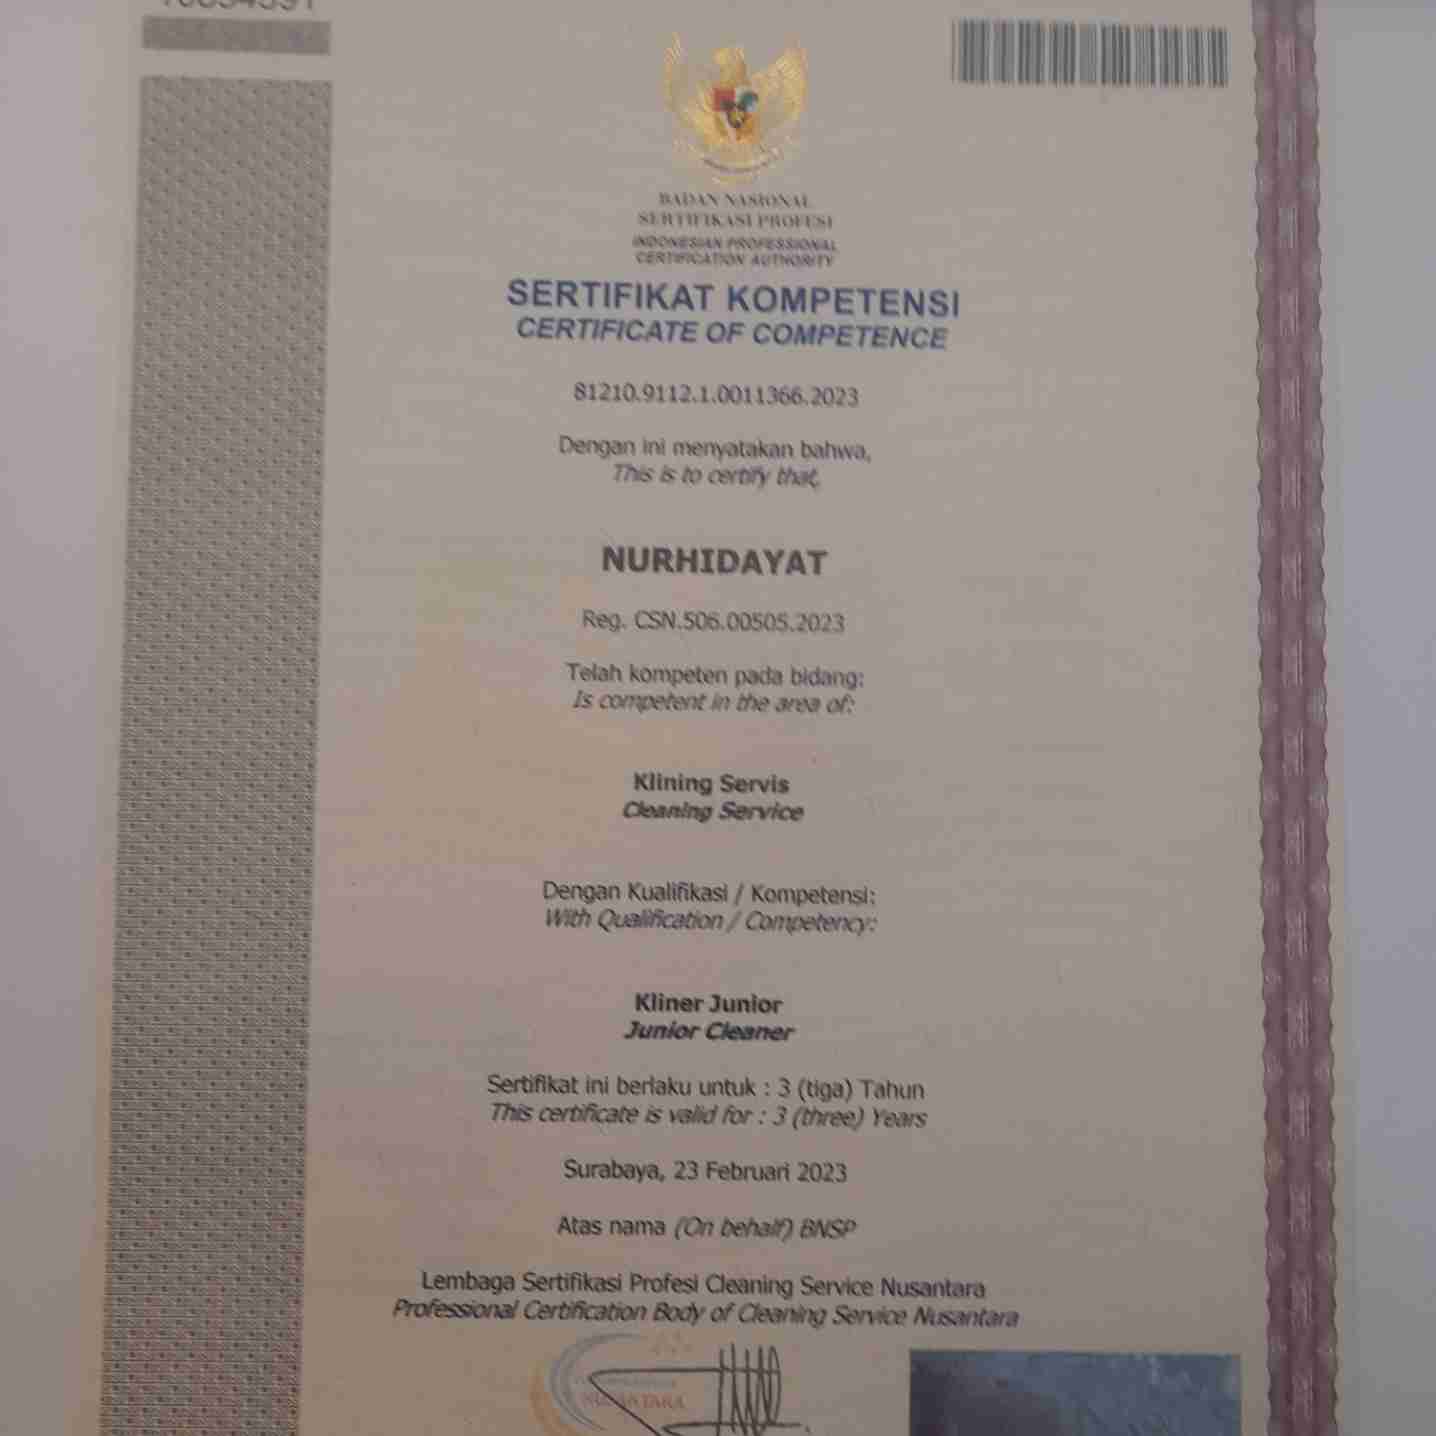 BADAN NASIONAL
SERTIFIKASI PROFESI
INDONESIAN PROFESSIONAL
CERTIFICATION AUTHORITY
SERTIFIKAT KOMPETENSI
CERTIFICATE OF COMPETENCE
81210.9112.1.0011366.2023
Dengan ini menyatakan bahwa,
This is to certify that,
NURHIDAYAT
Reg. CSN.506.00505.2023
Telah kompeten pada bidang:
Is competent in the area of:
Klining Servis
Cleaning Service
Dengan Kualifikasi / Kompetensi:
With Qualification / Competency:
Kliner Junior
Junior Cleaner
Sertifikat ini berlaku untuk : 3 (tiga) Tahun
This certificate is valid for : 3 (three) Years
Surabaya, 23 Februari 2023
Atas nama (On behalf) BNSP
Lembaga Sertifikasi Profesi Cleaning Service Nusantara
Professional Certification Body of Cleaning Service Nusantara
NUSANTARA